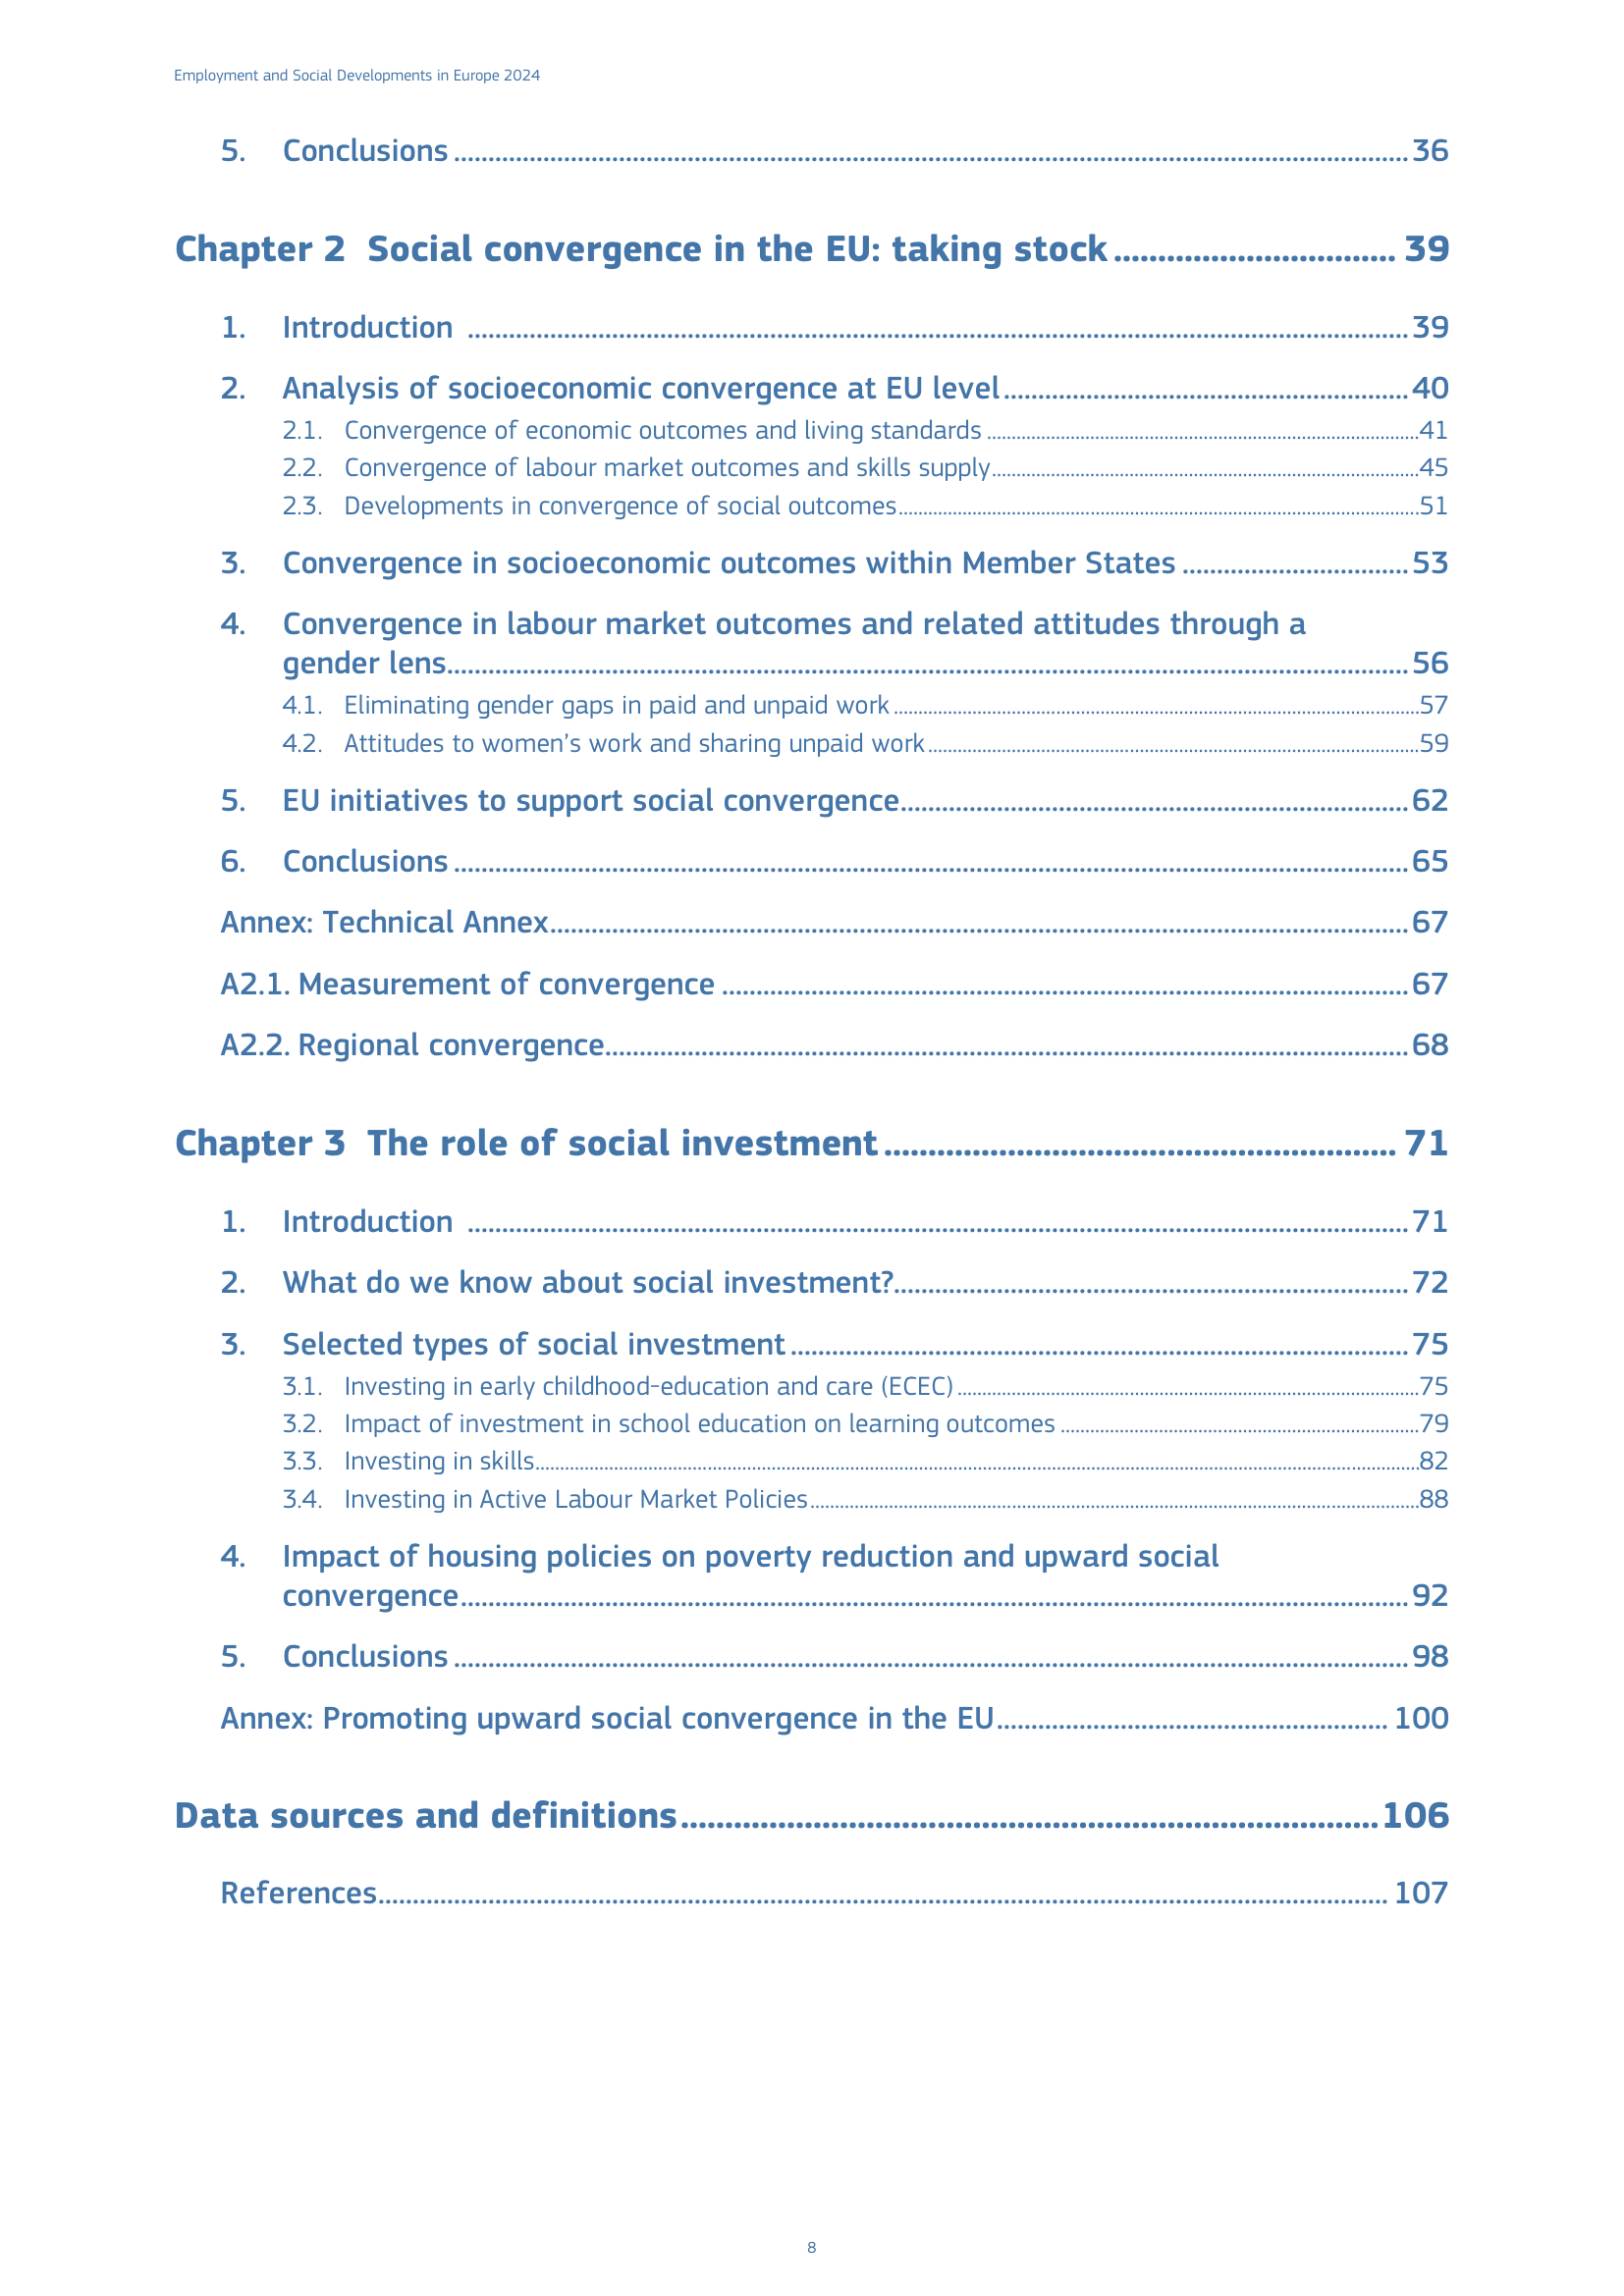 Employment and Social Developments in Europe 2024
5. Conclusions 36
Chapter 2 Social convergence in the EU: taking stock 39
1. Introduction 39
2. Analysis of socioeconomic convergence at EU level 40
2.1. Convergence of economic outcomes and living standards 41
2.2. Convergence of labour market outcomes and skills supply 45
2.3. Developments in convergence of social outcomes 51
3. Convergence in socioeconomic outcomes within Member States 53
4. Convergence in labour market outcomes and related attitudes through a
gender lens 56
4.1. Eliminating gender gaps in paid and unpaid work 57
4.2. Attitudes to women’s work and sharing unpaid work 59
5. EU initiatives to support social convergence 62
6. Conclusions 65
Annex: Technical Annex 67
A2.1. Measurement of convergence 67
A2.2. Regional convergence 68
Chapter 3 The role of social investment 71
1. Introduction 71
2. What do we know about social investment? 72
3. Selected types of social investment 75
3.1. Investing in early childhood-education and care (ECEC) 75
3.2. Impact of investment in school education on learning outcomes 79
3.3. Investing in skills 82
3.4. Investing in Active Labour Market Policies 88
4. Impact of housing policies on poverty reduction and upward social
convergence 92
5. Conclusions 98
Annex: Promoting upward social convergence in the EU 100
Data sources and definitions 106
References 107
8